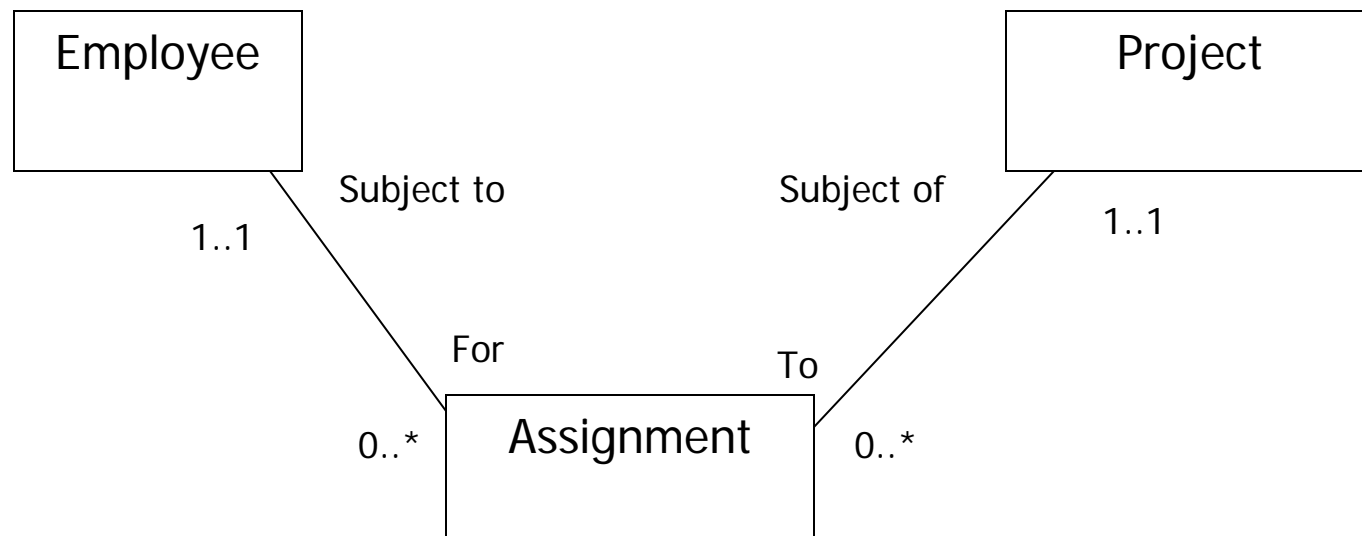 Employee
Project
Subject to
Subject of
1..1
1..1
For
To
0..*
Assignment
0..*